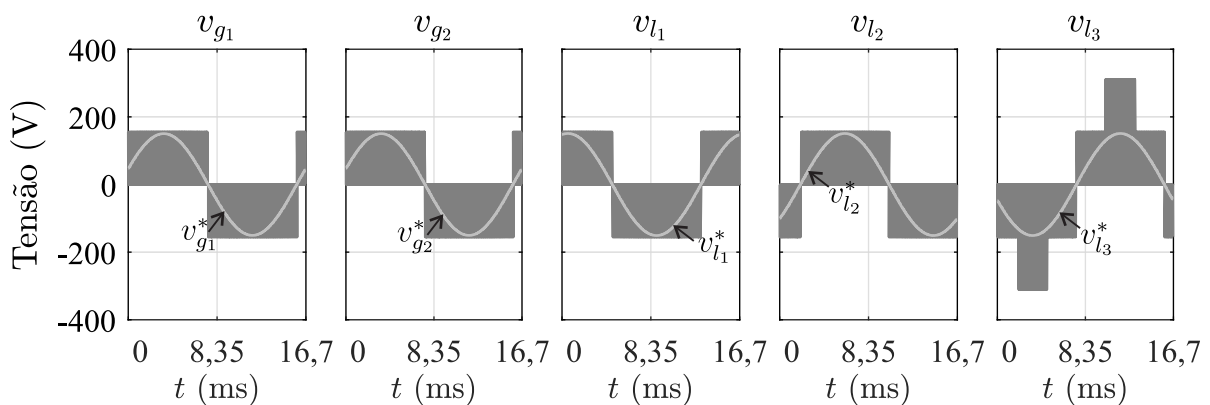 v_{g_1} v_{g_2} v_{l_1} v_{l_2} v_{l_3}
Tensão (V)
400
200
0
-200
-400
v^*_{g_1}
v^*_{g_2}
v^*_{l_1}
v^*_{l_2}
v^*_{l_3}
0 8,35 16,7 0 8,35 16,7 0 8,35 16,7 0 8,35 16,7 0 8,35 16,7
t (ms) t (ms) t (ms) t (ms) t (ms)